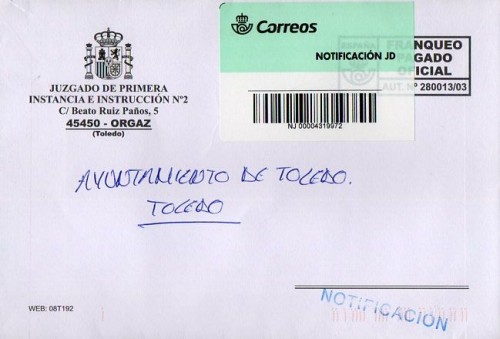 JUZGADO DE PRIMERA
INSTANCIA E INSTRUCCIÓN Nº2
C/ Beato Ruiz Paños, 5
45450 - ORGAZ
(Toledo)
Correos
NOTIFICACIÓN JD
NJ 00004319972
FRANQUEO
PAGADO
OFICIAL
AUT. Nº 280013/03
AYUNTAMIENTO DE TOLEDO.
TOLEDO
NOTIFICACION
WEB: 08T192